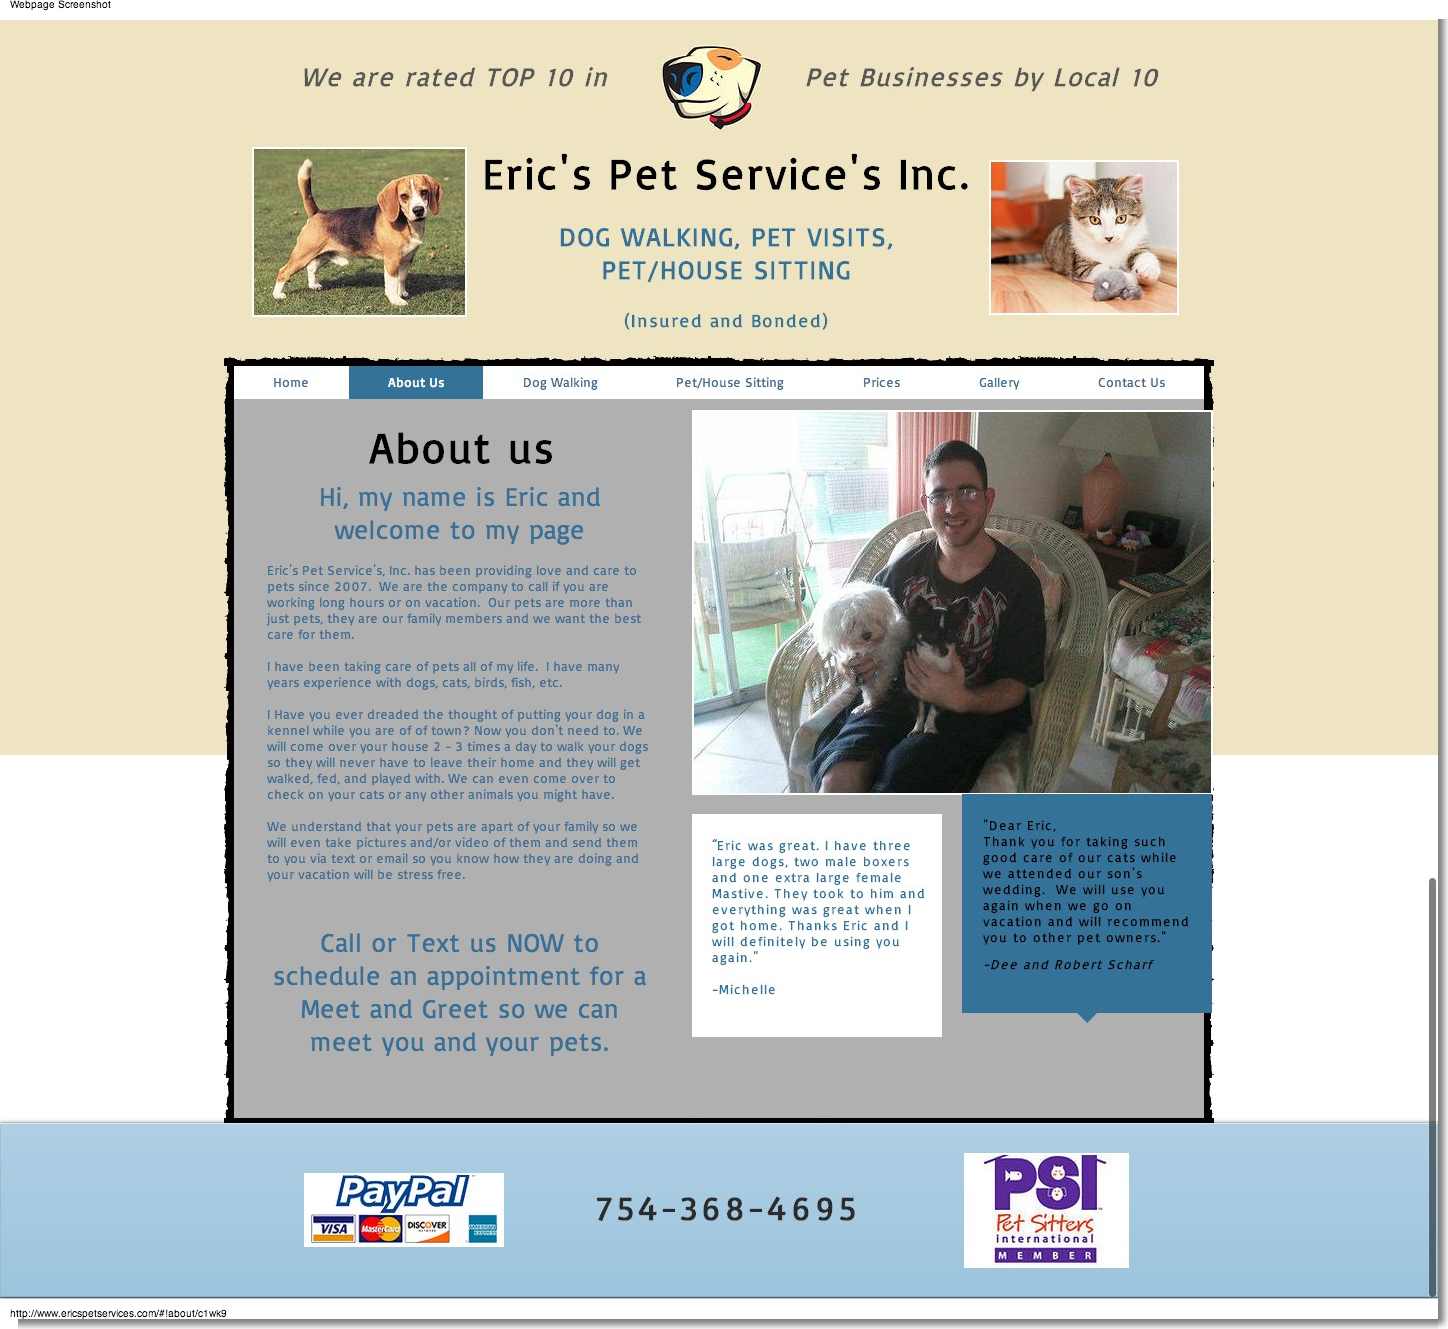 Webpage Screenshot
We are rated TOP 10 in
Pet Businesses by Local 10
Eric's Pet Service's Inc.
DOG WALKING, PET VISITS,
PET/HOUSE SITTING
(Insured and Bonded)
Home
About Us
Dog Walking
Pet/House Sitting
Prices
Gallery
Contact Us
About us
Hi, my name is Eric and
welcome to my page
Eric's Pet Service's, Inc. has been providing love and care to
pets since 2007.  We are the company to call if you are
working long hours or on vacation.  Our pets are more than
just pets, they are our family members and we want the best
care for them.
I have been taking care of pets all of my life.  I have many
years experience with dogs, cats, birds, fish, etc.
I Have you ever dreaded the thought of putting your dog in a
kennel while you are of of town? Now you don't need to. We
will come over your house 2 - 3 times a day to walk your dogs
so they will never have to leave their home and they will get
walked, fed, and played with. We can even come over to
check on your cats or any other animals you might have.
We understand that your pets are apart of your family so we
will even take pictures and/or video of them and send them
to you via text or email so you know how they are doing and
your vacation will be stress free.
Call or Text us NOW to
schedule an appointment for a
Meet and Greet so we can
meet you and your pets.
"Eric was great. I have three
large dogs, two male boxers
and one extra large female
Mastive. They took to him and
everything was great when I
got home. Thanks Eric and I
will definitely be using you
again."
-Michelle
"Dear Eric,
Thank you for taking such
good care of our cats while
we attended our son's
wedding.  We will use you
again when we go on
vacation and will recommend
you to other pet owners."
-Dee and Robert Scharf
PayPal
VISA
MasterCard
DISCOVER
AMERICAN
EXPRESS
754-368-4695
PSI
Pet Sitters
international
MEMBER
http://www.ericspetservices.com/#!about/c1wk9